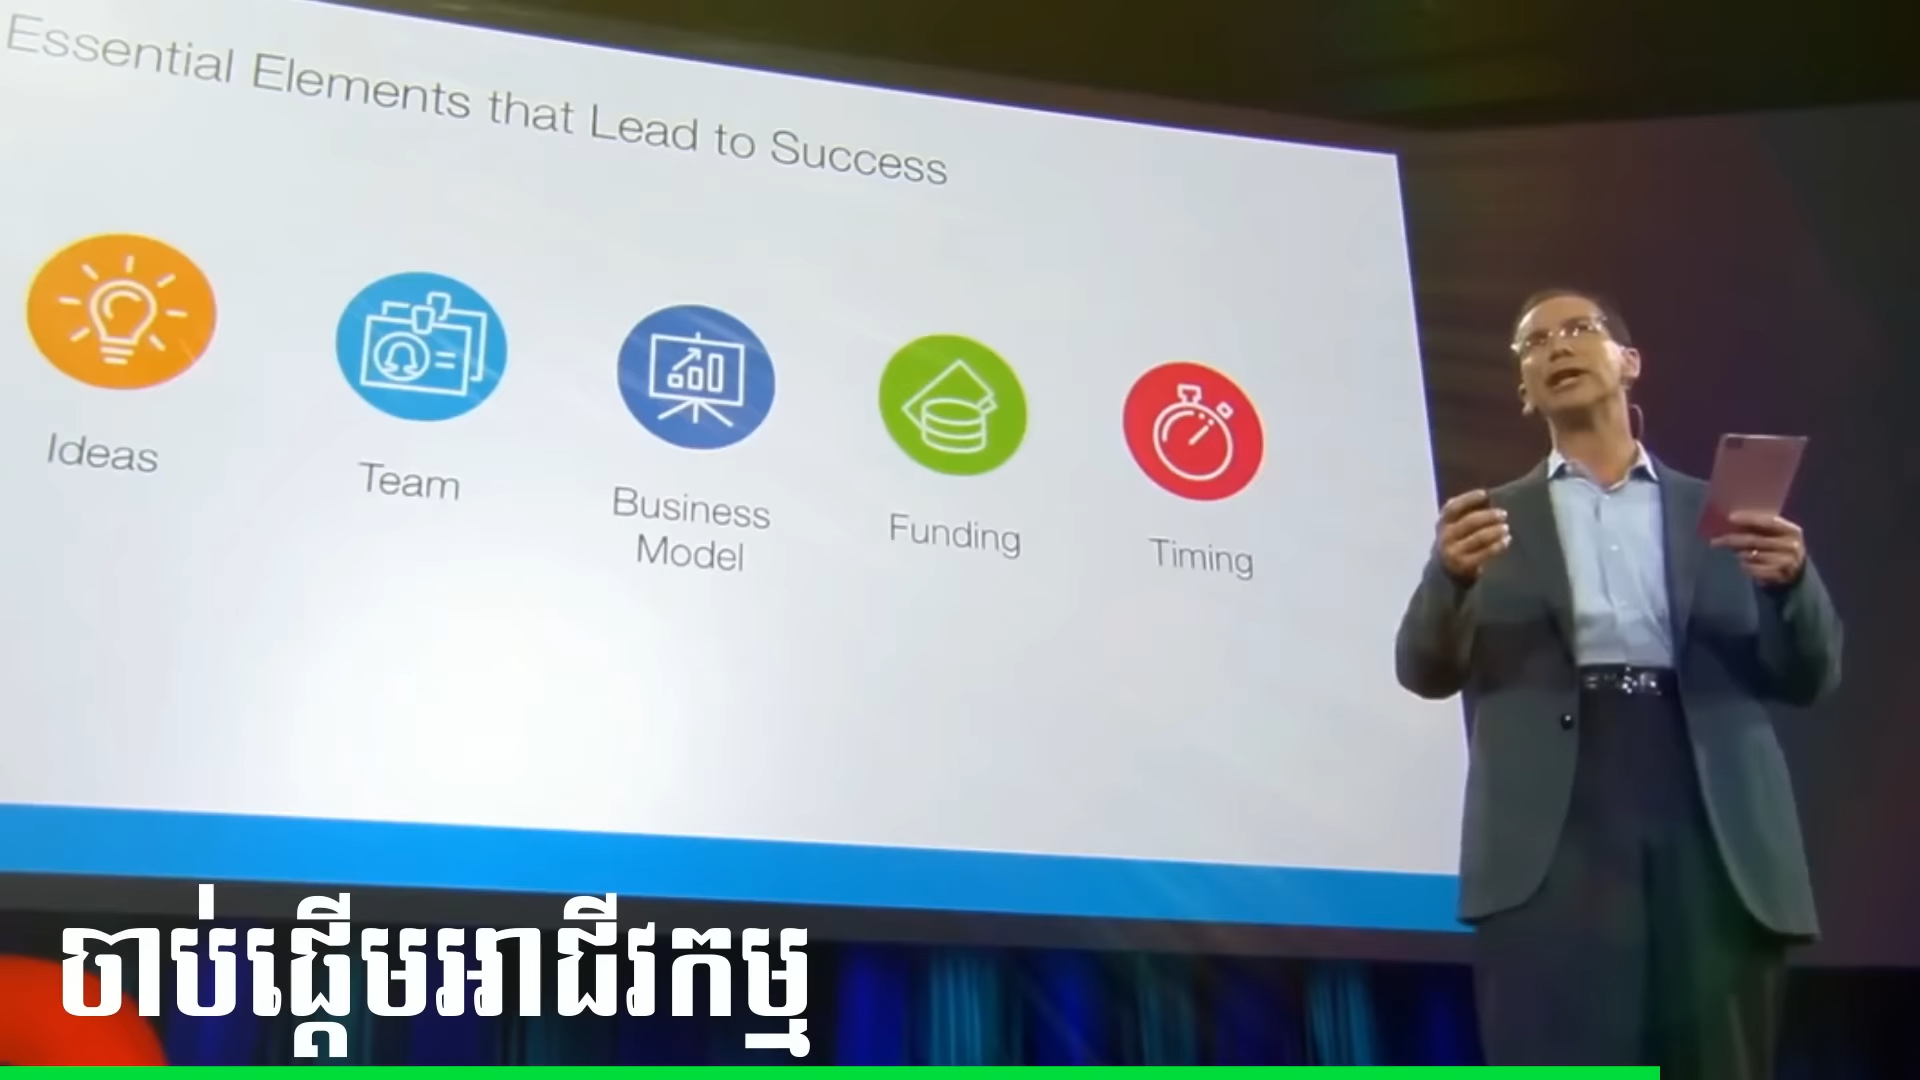 Essential Elements that Lead to Success
Ideas
Team
Business
Model
Funding
Timing
ចាប់ផ្ដើមអាជីវកម្ម